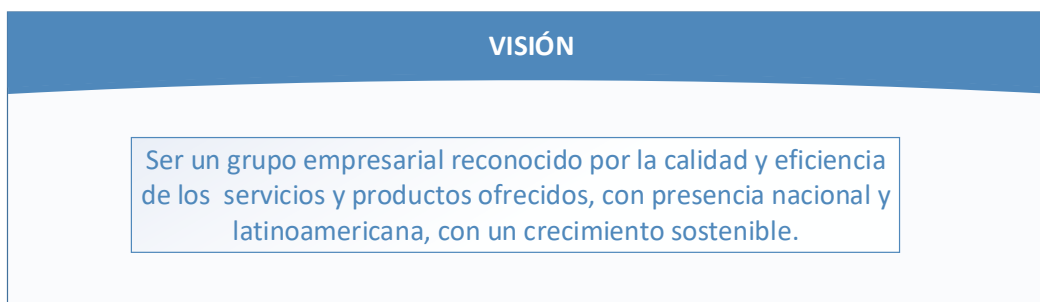 VISIÓN
Ser un grupo empresarial reconocido por la calidad y eficiencia
de los  servicios y productos ofrecidos, con presencia nacional y
latinoamericana, con un crecimiento sostenible.